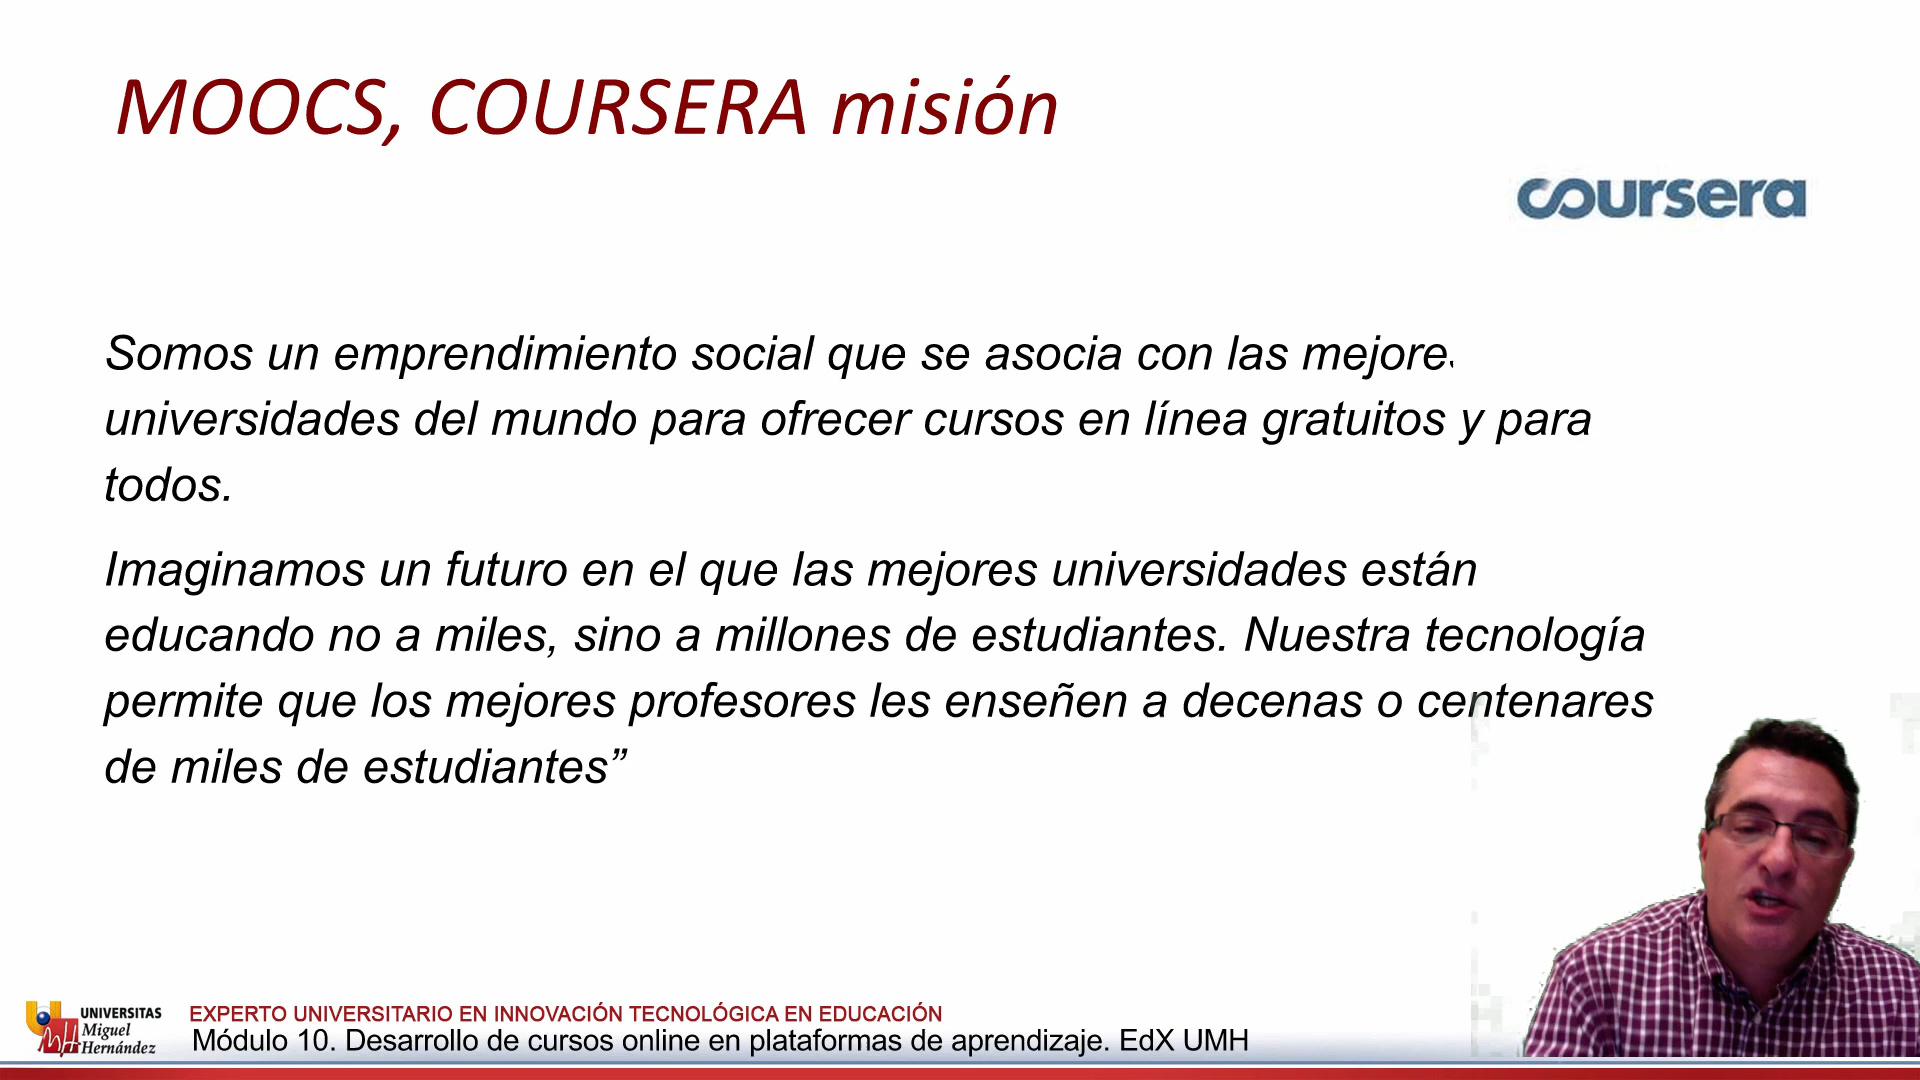 MOOCS, COURSERA misión
coursera
Somos un emprendimiento social que se asocia con las mejores
universidades del mundo para ofrecer cursos en línea gratuitos y para
todos.
Imaginamos un futuro en el que las mejores universidades están
educando no a miles, sino a millones de estudiantes. Nuestra tecnología
permite que los mejores profesores les enseñen a decenas o centenares
de miles de estudiantes”
UNIVERSITAS
Miguel
Hernández
EXPERTO UNIVERSITARIO EN INNOVACIÓN TECNOLÓGICA EN EDUCACIÓN
Módulo 10. Desarrollo de cursos online en plataformas de aprendizaje. EdX UMH